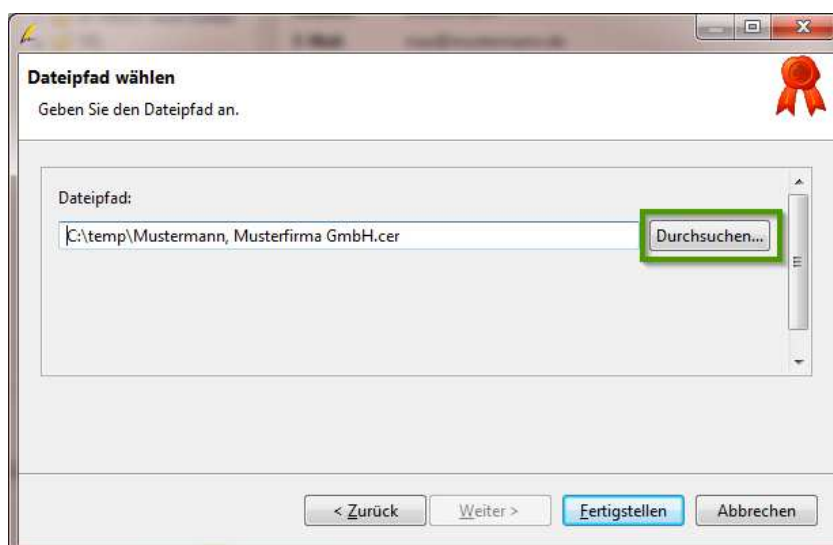 Dateipfad wählen
Geben Sie den Dateipfad an.
Dateipfad:
C:\temp\Mustermann, Musterfirma GmbH.cer
Durchsuchen...
< Zurück
Weiter >
Fertigstellen
Abbrechen